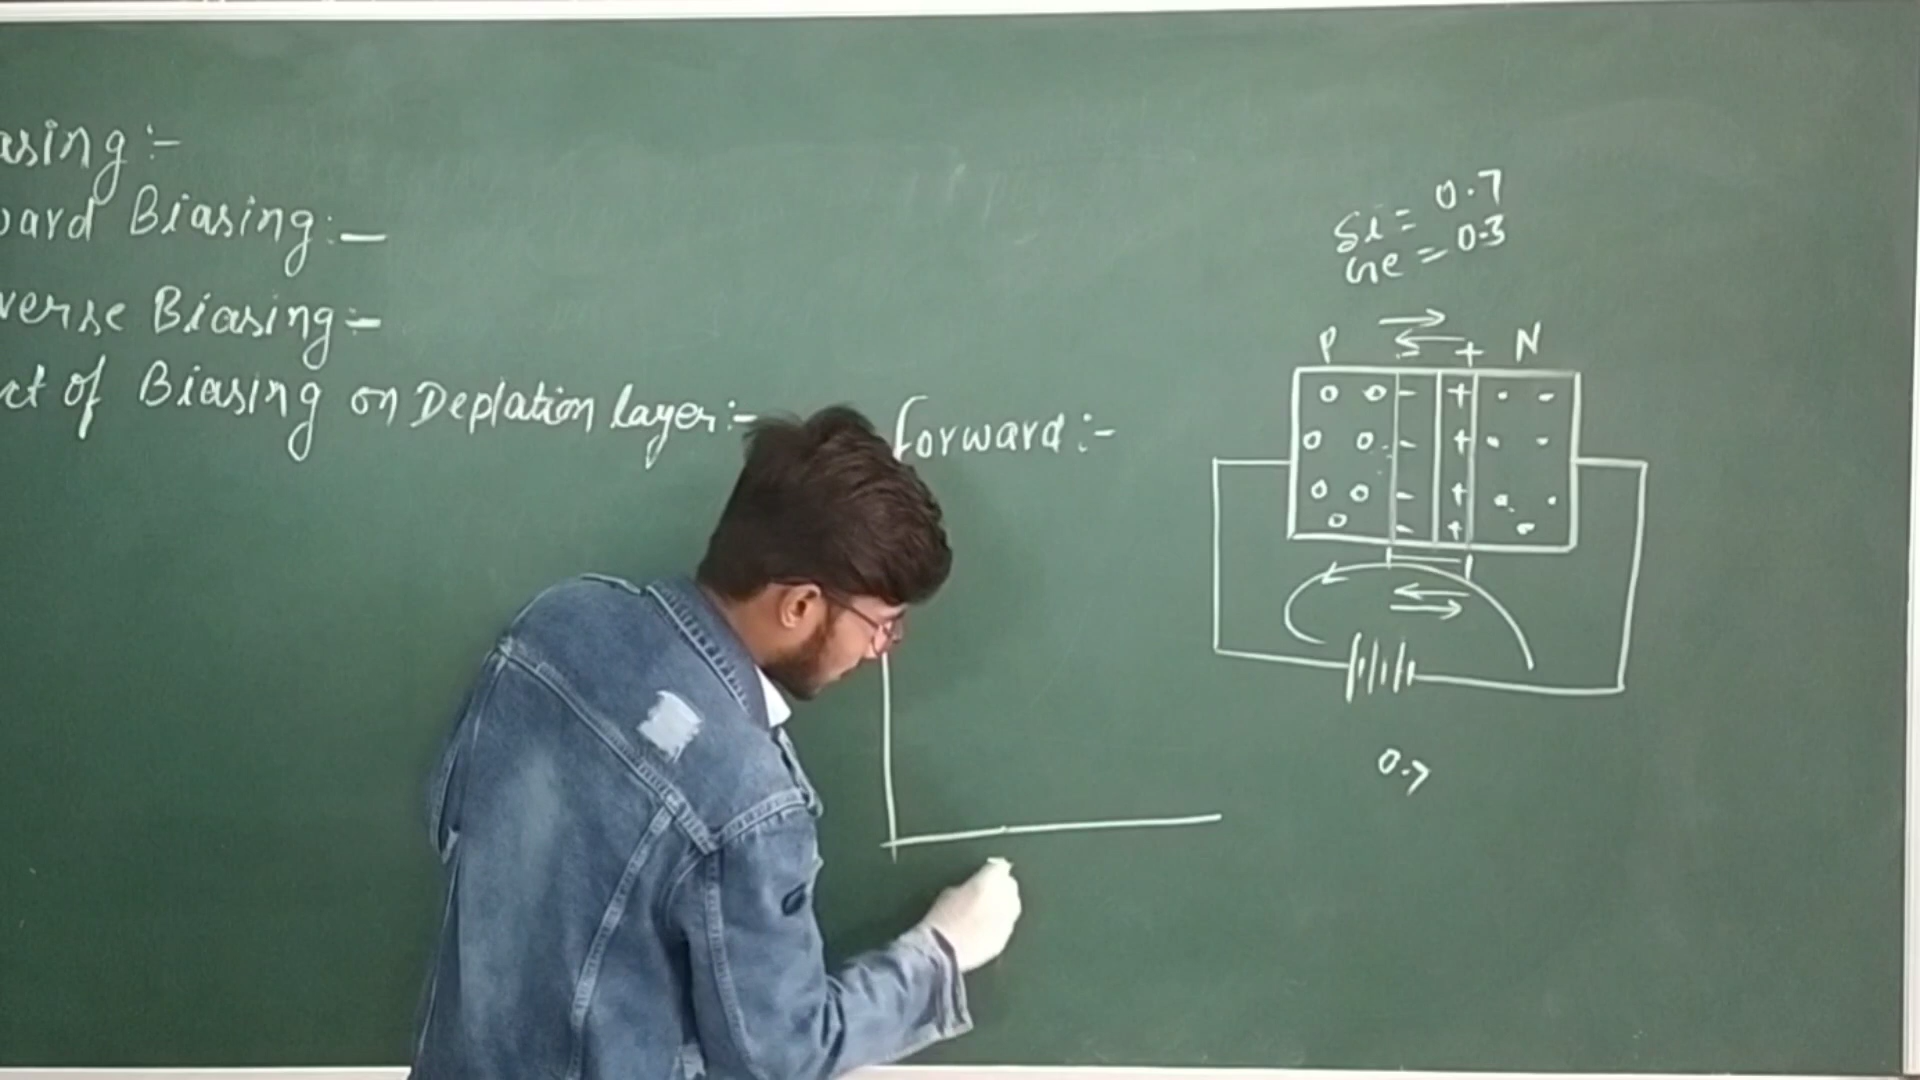 asing:-
ward Biasing:-
verse Biasing:-
ct of Biasing on Deplation layer:-
forward:-
Si = 0.7
Ge = 0.3
P
N
- +
- +
- +
- +
- +
0.7